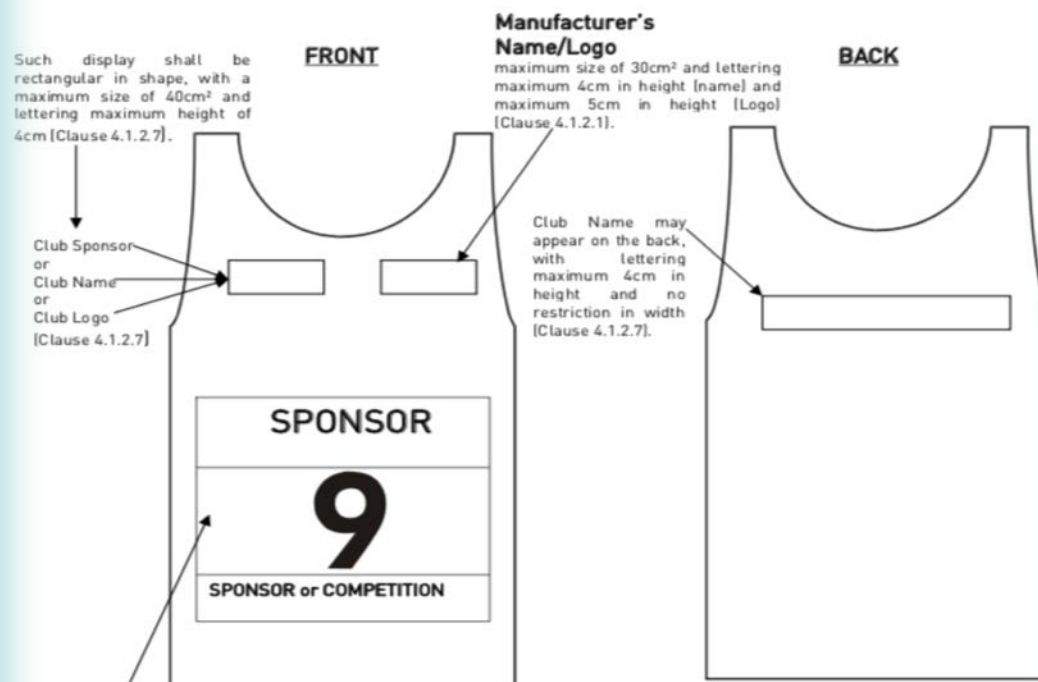 Such display shall be
rectangular in shape, with a
maximum size of 40cm² and
lettering maximum height of
4cm (Clause 4.1.2.7).
FRONT
Manufacturer's
Name/Logo
maximum size of 30cm² and lettering
maximum 4cm in height (name) and
maximum 5cm in height (Logo)
(Clause 4.1.2.1).
BACK
Club Sponsor
or
Club Name
or
Club Logo
(Clause 4.1.2.7)
Club Name may
appear on the back,
with lettering
maximum 4cm in
height and no
restriction in width
(Clause 4.1.2.7).
SPONSOR
9
SPONSOR or COMPETITION